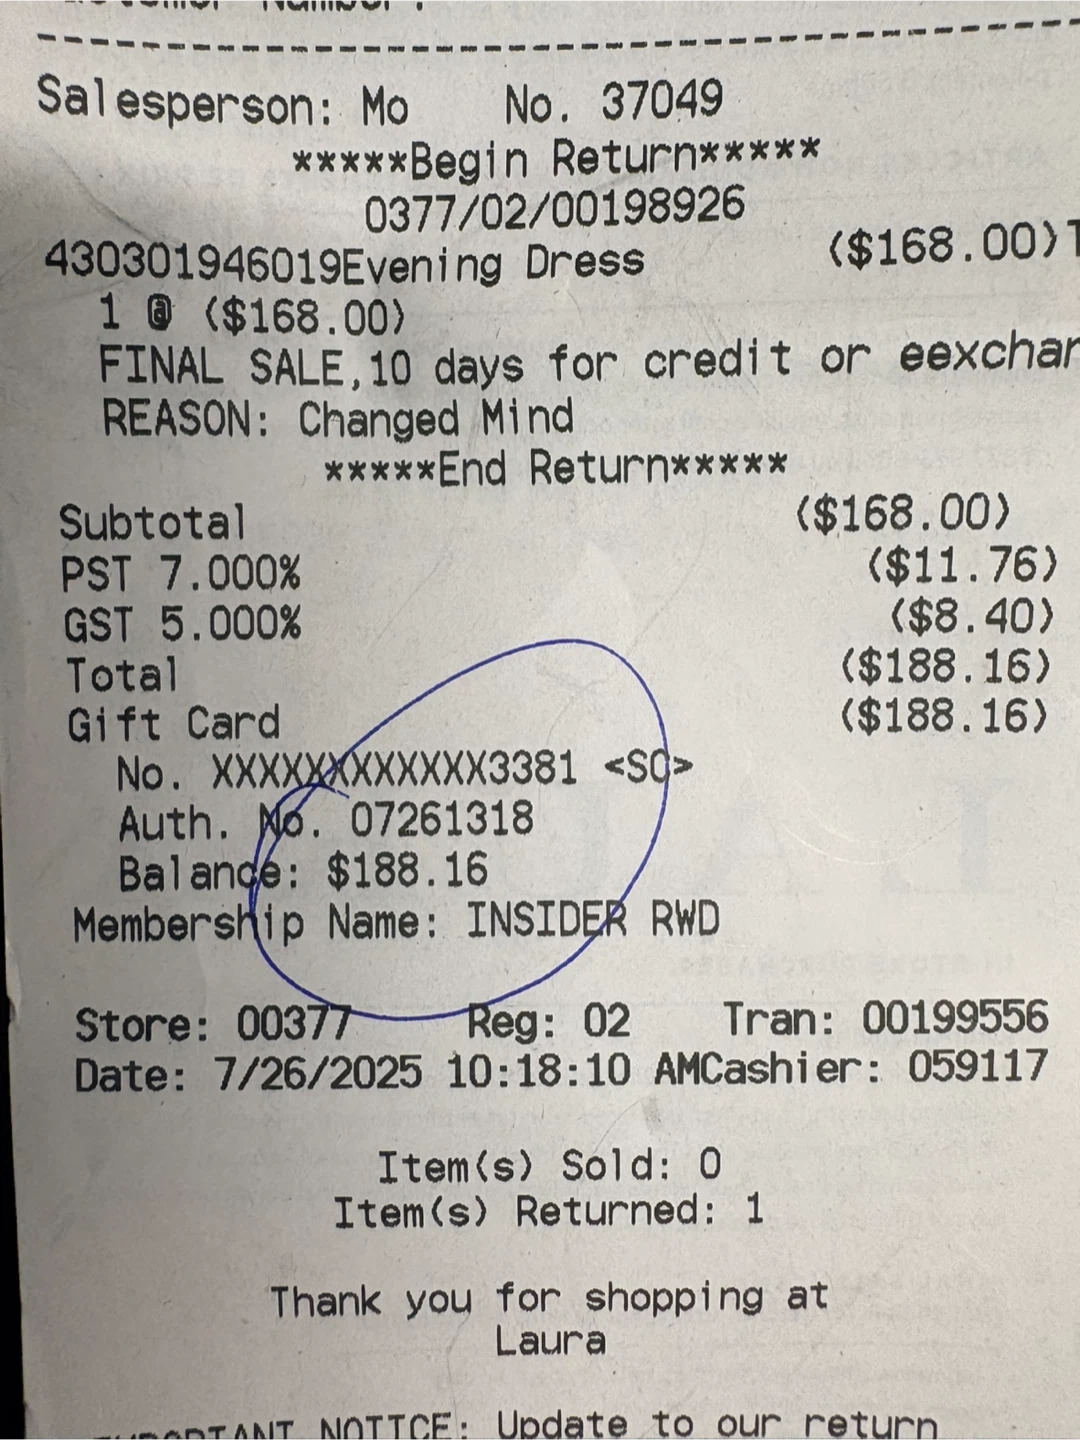 Number:
--------------------------------------------
Salesperson: Mo No. 37049
*****Begin Return*****
0377/02/00198926
430301946019Evening Dress ($168.00)T
1 @ ($168.00)
FINAL SALE,10 days for credit or eexchan
REASON: Changed Mind
*****End Return*****
Subtotal ($168.00)
PST 7.000% ($11.76)
GST 5.000% ($8.40)
Total ($188.16)
Gift Card ($188.16)
No. XXXXXXXXXXXX3381 <SC>
Auth. No. 07261318
Balance: $188.16
Membership Name: INSIDER RWD
Store: 00377 Reg: 02 Tran: 00199556
Date: 7/26/2025 10:18:10 AMCashier: 059117
Item(s) Sold: 0
Item(s) Returned: 1
Thank you for shopping at
Laura
IMPORTANT NOTICE: Update to our return